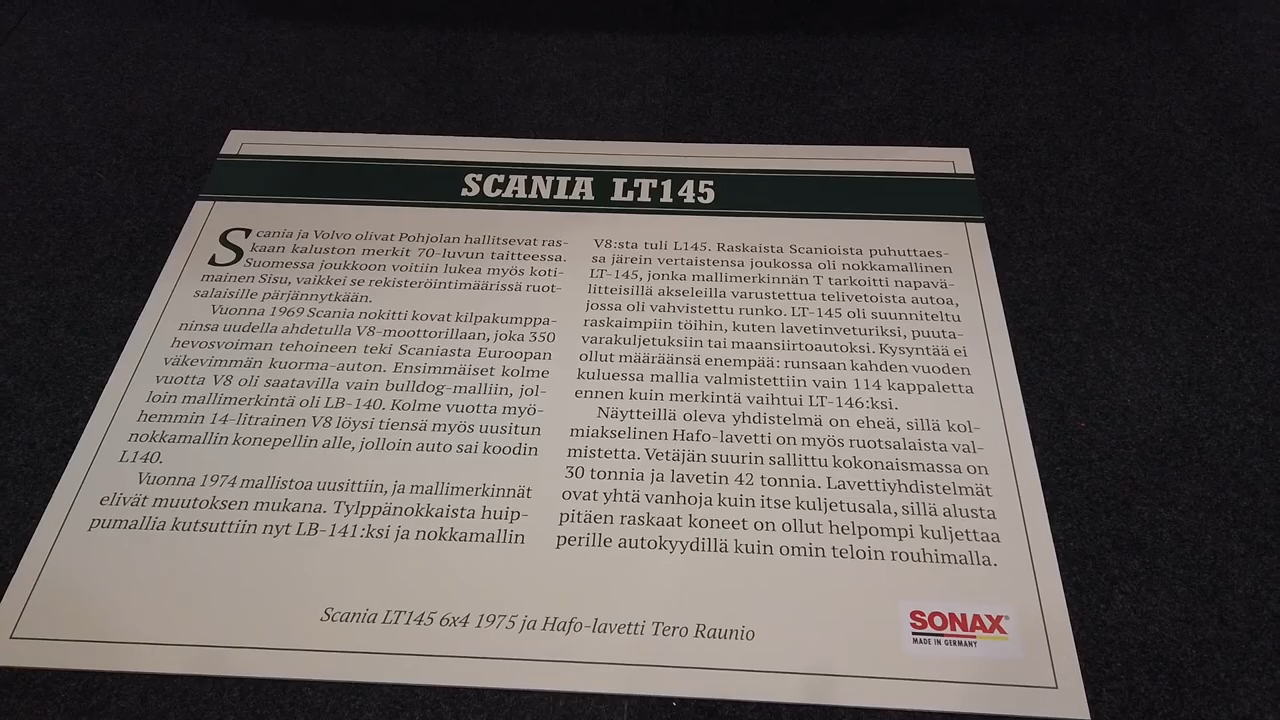 SCANIA LT145
Scania ja Volvo olivat Pohjolan hallitsevat ras-
kaan kaluston merkit 70-luvun taitteessa.
Suomessa joukkoon voitiin lukea myös koti-
mainen Sisu, vaikkei se rekisteröintimäärissä ruot-
salaisille pärjännytkään.
Vuonna 1969 Scania nokitti kovat kilpakumppa-
ninsa uudella ahdetulla V8-moottorillaan, joka 350
hevosvoiman tehoineen teki Scaniasta Euroopan
väkevimmän kuorma-auton. Ensimmäiset kolme
vuotta V8 oli saatavilla vain bulldog-malliin, jol-
loin mallimerkintä oli LB-140. Kolme vuotta myö-
hemmin 14-litrainen V8 löysi tiensä myös uusitun
nokkamallin konepellin alle, jolloin auto sai koodin
L140.
Vuonna 1974 mallistoa uusittiin, ja mallimerkinnät
elivät muutoksen mukana. Tylppänokkaista huip-
pumallia kutsuttiin nyt LB-141:ksi ja nokkamallin
V8:sta tuli L145. Raskaista Scanioista puhuttaes-
sa järein vertaistensa joukossa oli nokkamallinen
LT-145, jonka mallimerkinnän T tarkoitti napavä-
litteisillä akseleilla varustettua telivetoista autoa,
jossa oli vahvistettu runko. LT-145 oli suunniteltu
raskaimpiin töihin, kuten lavetinveturiksi, puuta-
varakuljetuksiin tai maansiirtoautoksi. Kysyntää ei
ollut määräänsä enempää: runsaan kahden vuoden
kuluessa mallia valmistettiin vain 114 kappaletta
ennen kuin merkintä vaihtui LT-146:ksi.
Näytteillä oleva yhdistelmä on eheä, sillä kol-
miakselinen Hafo-lavetti on myös ruotsalaista val-
mistetta. Vetäjän suurin sallittu kokonaismassa on
30 tonnia ja lavetin 42 tonnia. Lavettiyhdistelmät
ovat yhtä vanhoja kuin itse kuljetusala, sillä alusta
pitäen raskaat koneet on ollut helpompi kuljettaa
perille autokyydillä kuin omin teloin rouhimalla.
Scania LT145 6x4 1975 ja Hafo-lavetti Tero Raunio
SONAX®
MADE IN GERMANY